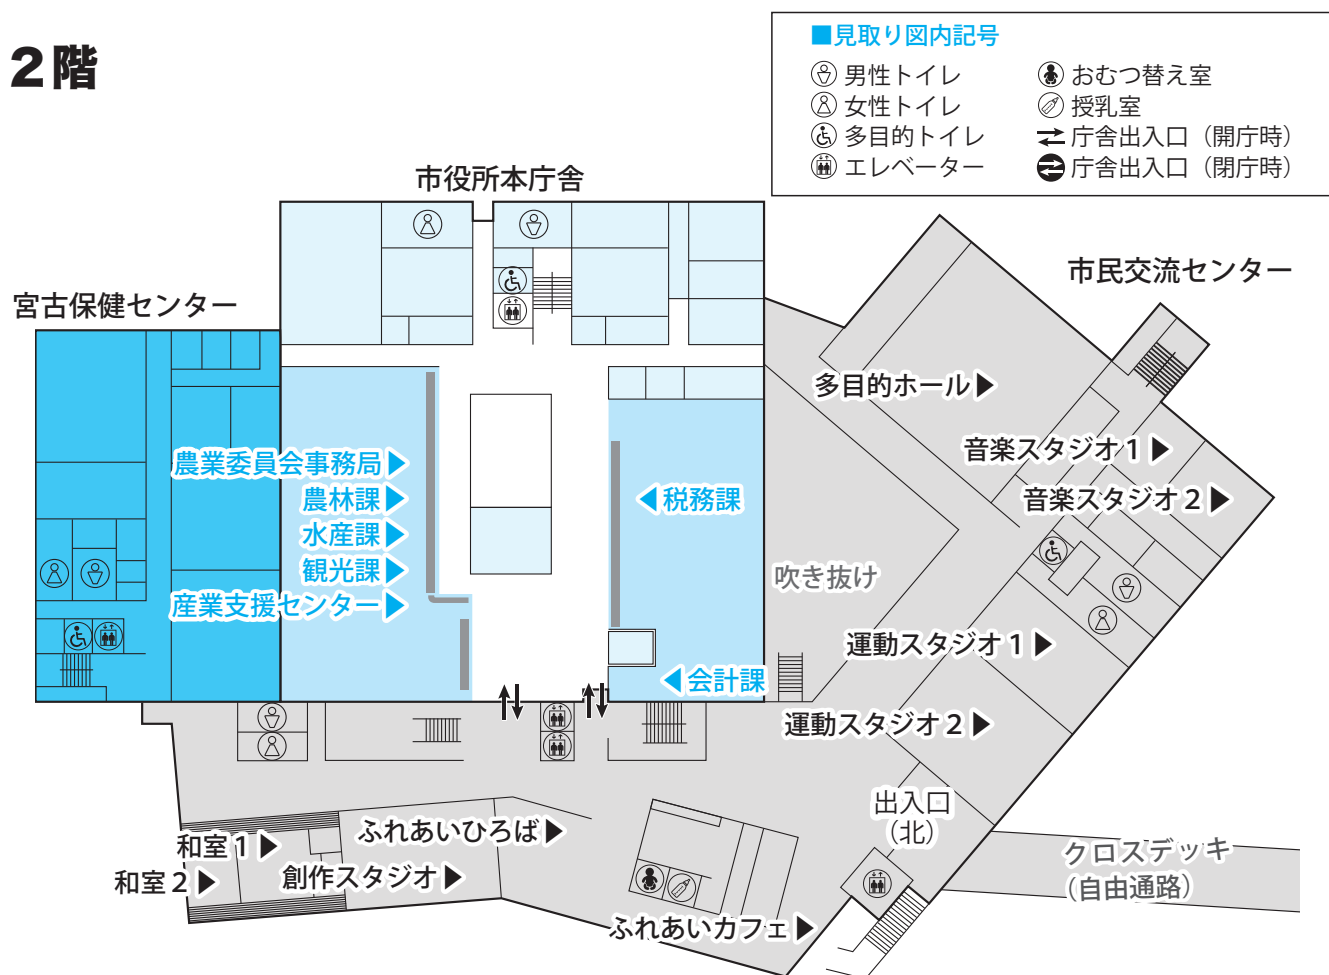 2階
■見取り図内記号
男性トイレ
女性トイレ
多目的トイレ
エレベーター
おむつ替え室
授乳室
庁舎出入口（開庁時）
庁舎出入口（閉庁時）
市役所本庁舎
市民交流センター
宮古保健センター
多目的ホール▶
音楽スタジオ1▶
音楽スタジオ2▶
農業委員会事務局▶
農林課▶
水産課▶
観光課▶
産業支援センター▶
◀税務課
◀会計課
吹き抜け
運動スタジオ1▶
運動スタジオ2▶
出入口
（北）
クロスデッキ
（自由通路）
ふれあいひろば▶
和室1▶
和室2▶
創作スタジオ▶
ふれあいカフェ▶